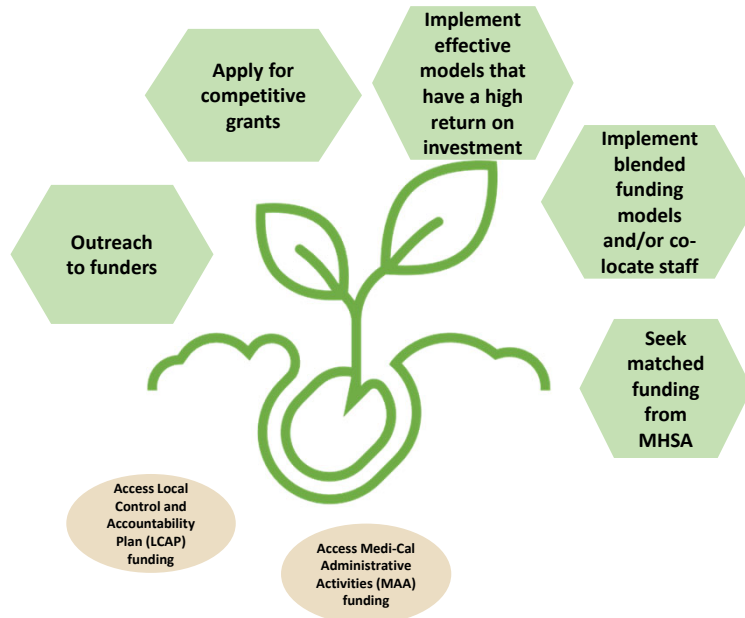 Implement
effective
models that
have a high
return on
investment
Apply for
competitive
grants
Implement
blended
funding
models
and/or co-
locate staff
Outreach
to funders
Seek
matched
funding
from
MHSA
Access Local
Control and
Accountability
Plan (LCAP)
funding
Access Medi-Cal
Administrative
Activities (MAA)
funding